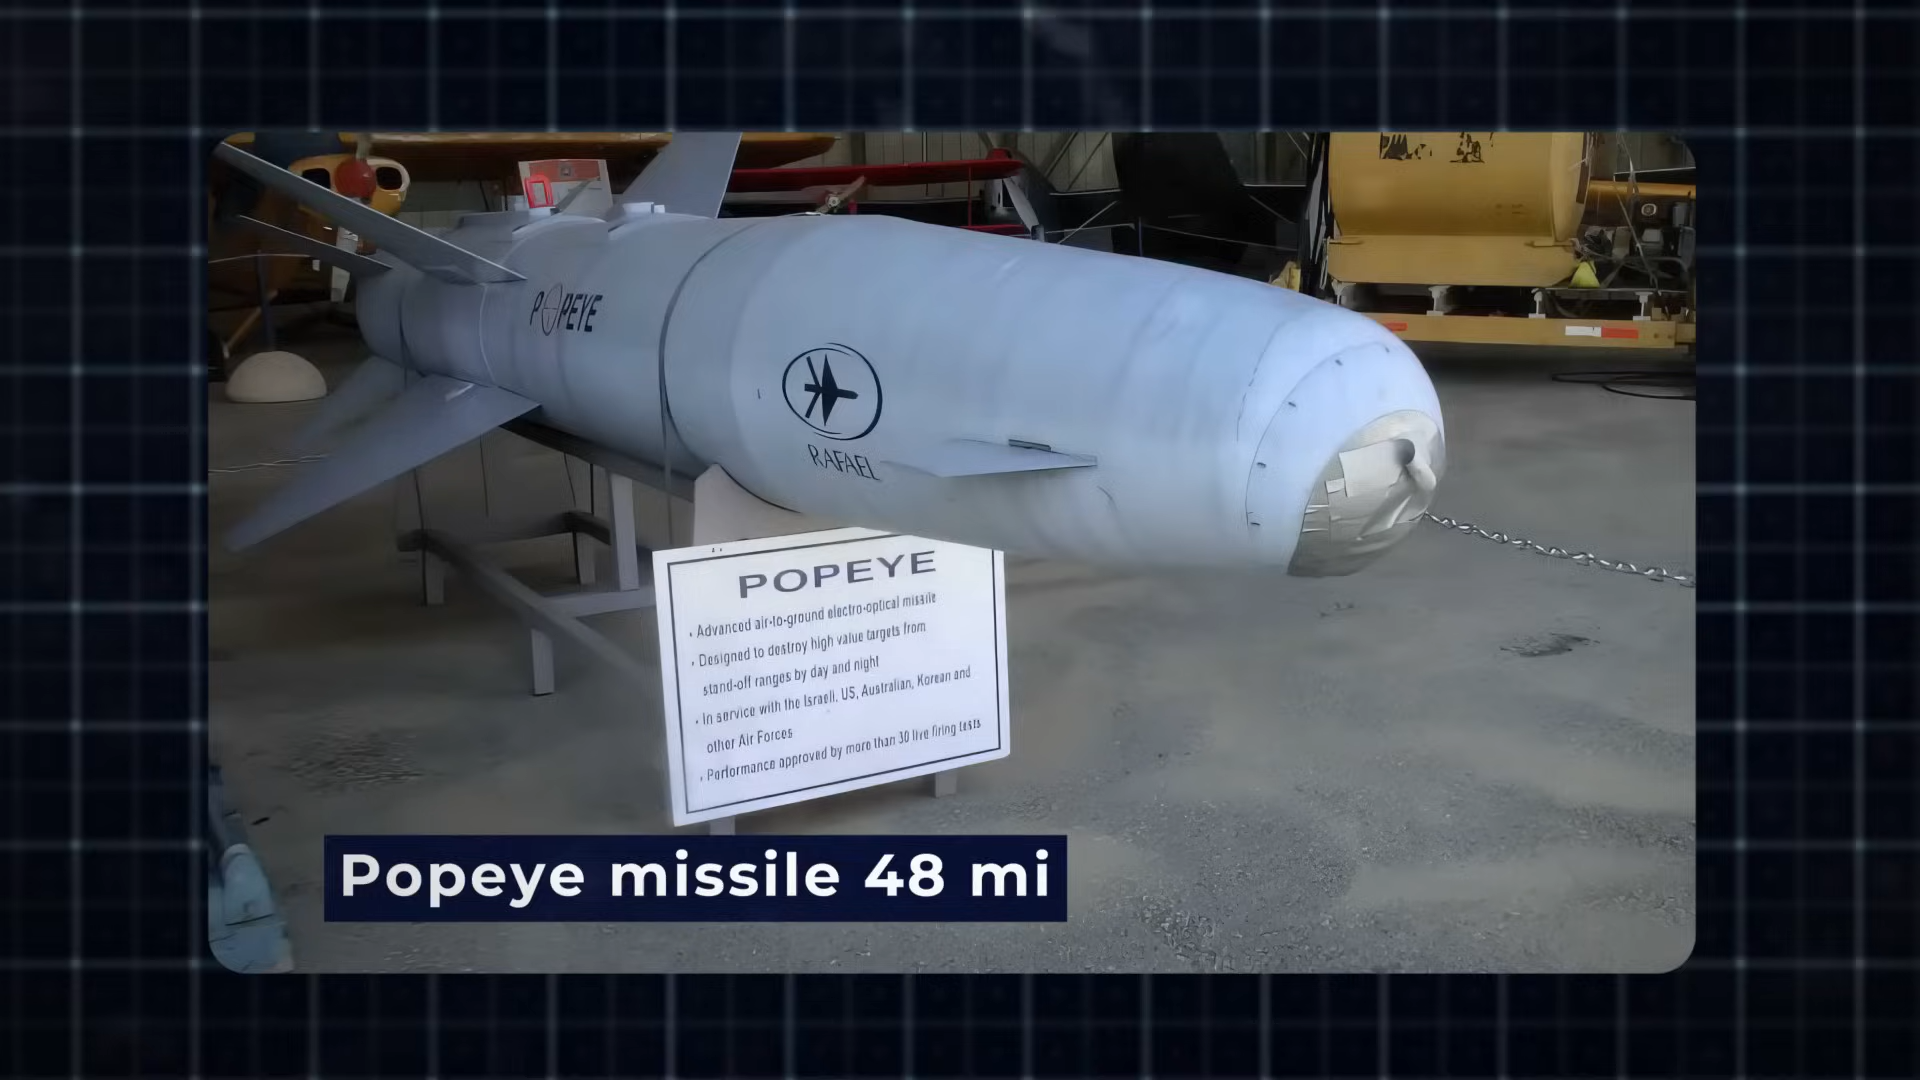 POPEYE
RAFAEL
POPEYE
• Advanced air-to-ground electro-optical missile
• Designed to destroy high value targets from
stand-off ranges by day and night
• In service with the Israeli, US, Australian, Korean and
other Air Forces
• Performance approved by more than 30 live firing tests
Popeye missile 48 mi